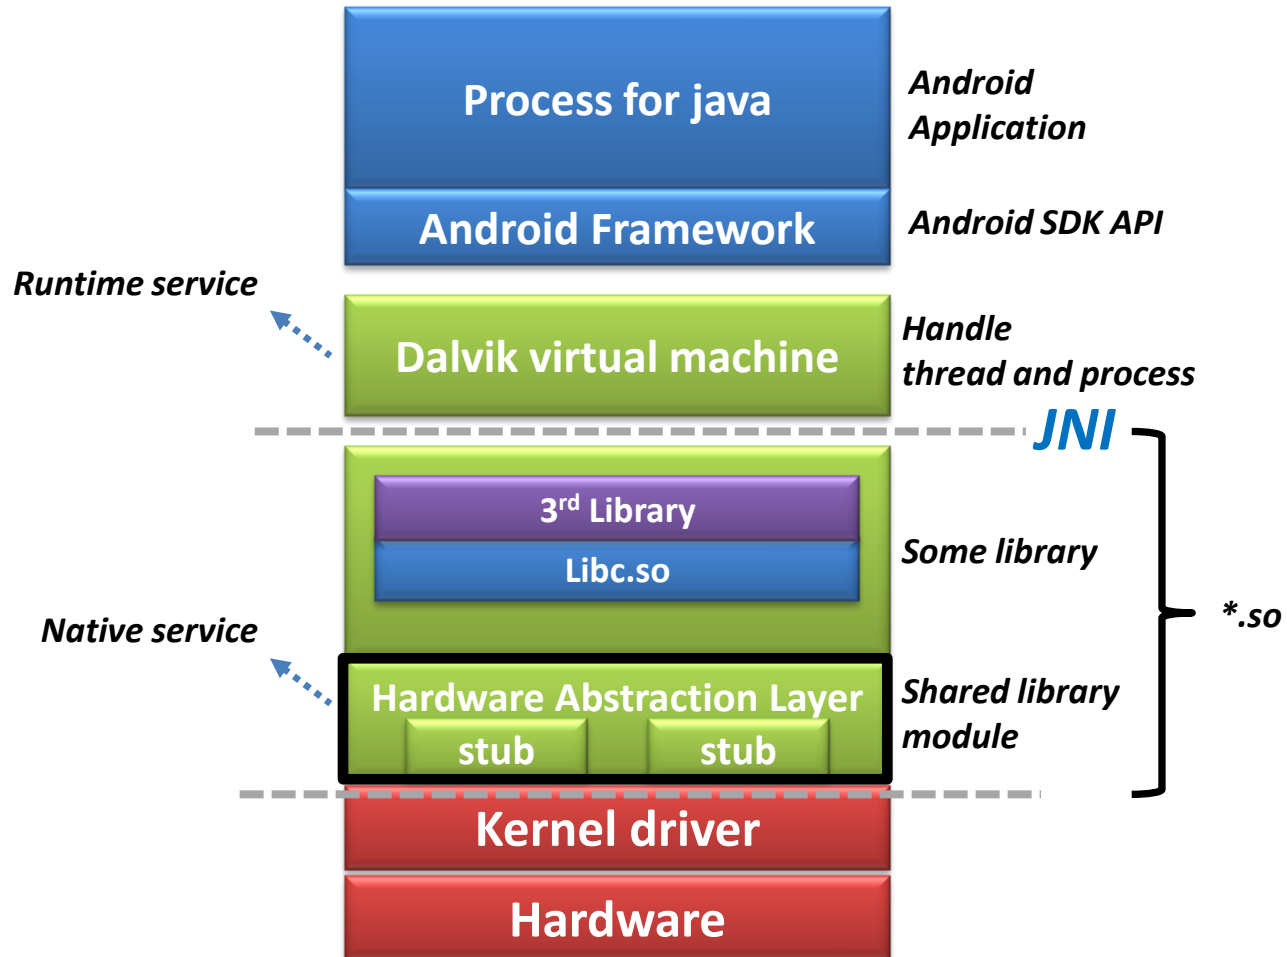 Process for java
Android
Application
Android Framework
Android SDK API
Runtime service
Dalvik virtual machine
Handle
thread and process
JNI
3rd Library
Libc.so
Some library
*.so
Native service
Hardware Abstraction Layer
stub
stub
Shared library
module
Kernel driver
Hardware